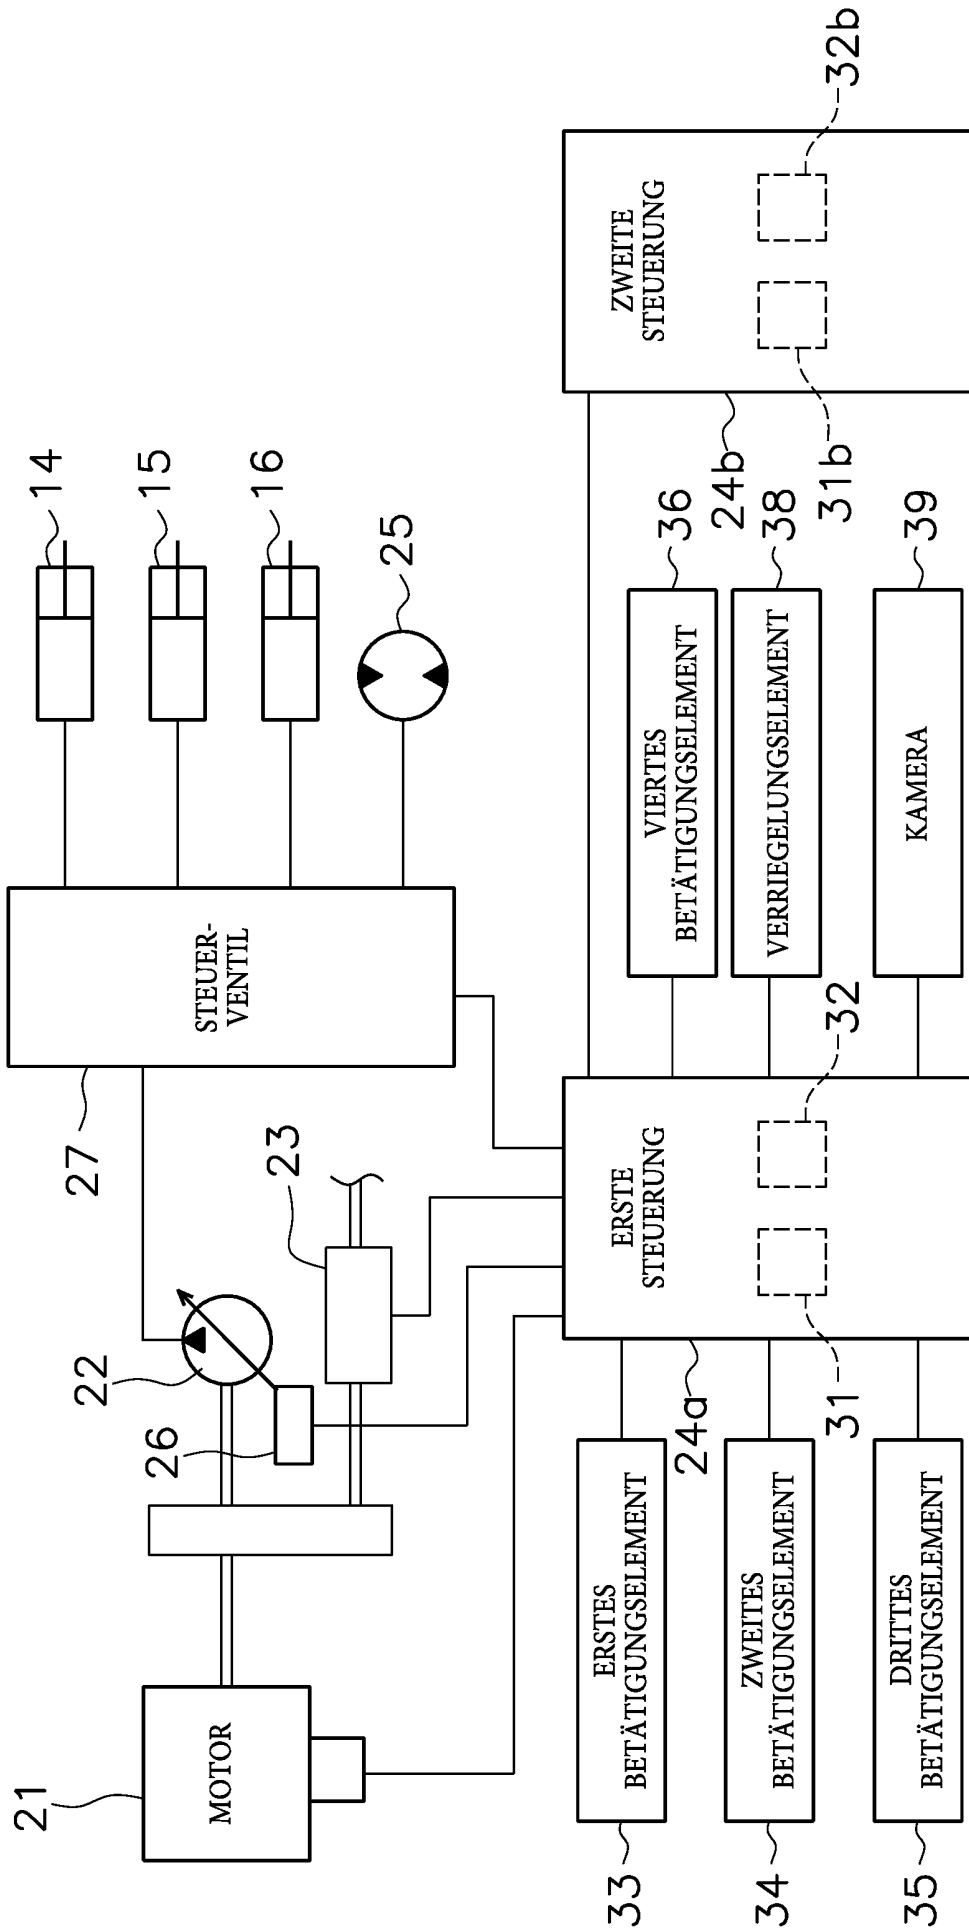 14
15
16
25
21
MOTOR
22
26
23
27
STEUER-
VENTIL
33
ERSTES
BETÄTIGUNGSELEMENT
34
ZWEITES
BETÄTIGUNGSELEMENT
35
DRITTES
BETÄTIGUNGSELEMENT
24a
ERSTE
STEUERUNG
31
32
VIERTES
BETÄTIGUNGSELEMENT
36
VERRIEGELUNGSELEMENT
38
KAMERA
39
24b
ZWEITE
STEUERUNG
31b
32b